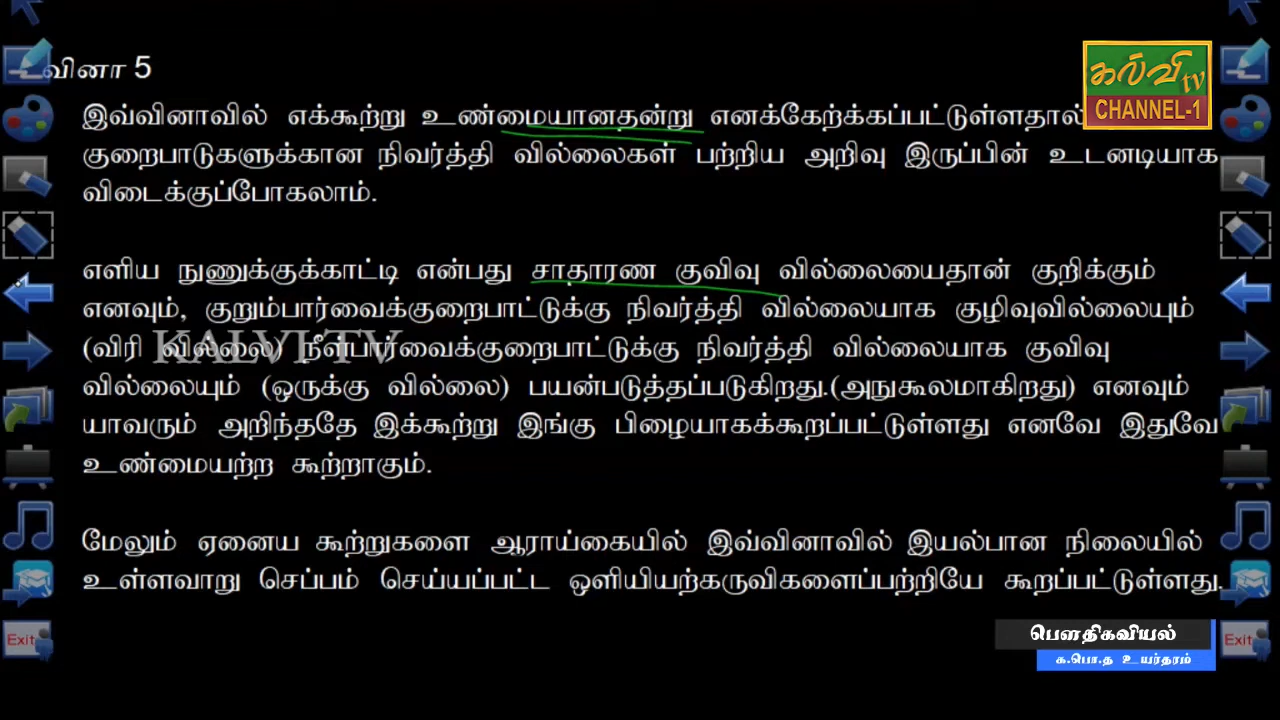 வினா 5
கல்வி tv
CHANNEL-1
இவ்வினாவில் எக்கூற்று உண்மையானதன்று எனக்கேற்க்கப்பட்டுள்ளதால்
குறைபாடுகளுக்கான நிவர்த்தி வில்லைகள் பற்றிய அறிவு இருப்பின் உடனடியாக
விடைக்குப்போகலாம்.
எளிய நுணுக்குக்காட்டி என்பது சாதாரண குவிவு வில்லையைதான் குறிக்கும்
எனவும், குறும்பார்வைக்குறைபாட்டுக்கு நிவர்த்தி வில்லையாக குழிவுவில்லையும்
(விரி வில்லை) நீள்பார்வைக்குறைபாட்டுக்கு நிவர்த்தி வில்லையாக குவிவு
KALVI TV
வில்லையும் (ஒருக்கு வில்லை) பயன்படுத்தப்படுகிறது.(அநுகூலமாகிறது) எனவும்
யாவரும் அறிந்ததே இக்கூற்று இங்கு பிழையாகக்கூறப்பட்டுள்ளது எனவே இதுவே
உண்மையற்ற கூற்றாகும்.
மேலும் ஏனைய கூற்றுகளை ஆராய்கையில் இவ்வினாவில் இயல்பான நிலையில்
உள்ளவாறு செப்பம் செய்யப்பட்ட ஒளியியற்கருவிகளைப்பற்றியே கூறப்பட்டுள்ளது.
பௌதிகவியல்
க.பொ.த உயர்தரம்
Exit
Exit